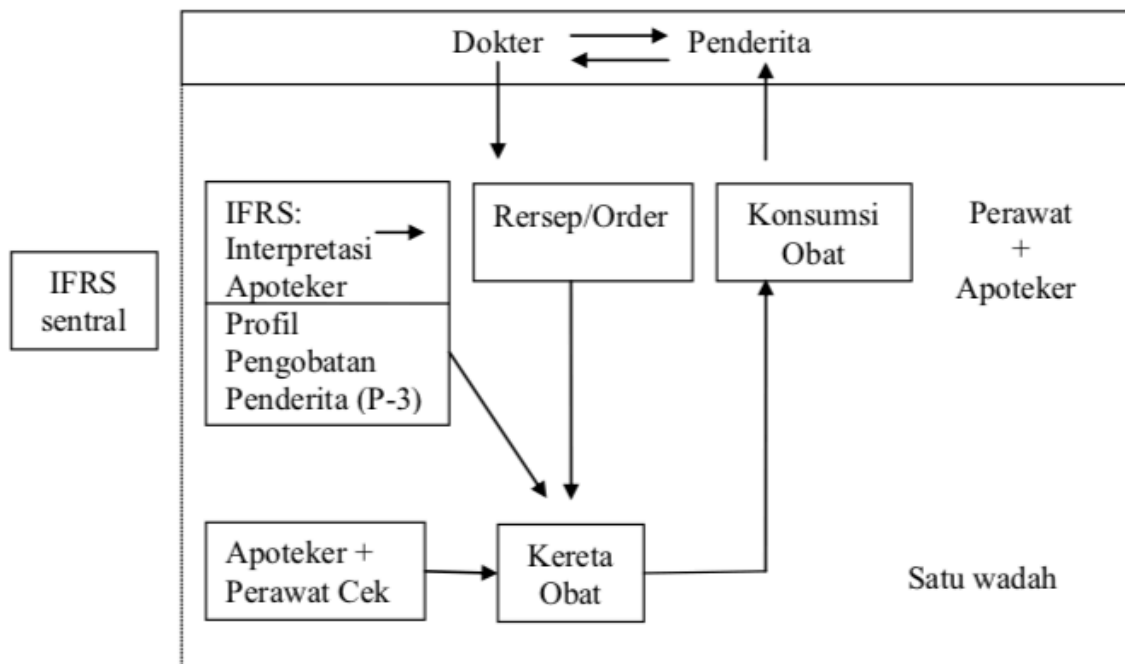 Dokter
Penderita
IFRS
sentral
IFRS:
Interpretasi
Apoteker
Profil
Pengobatan
Penderita (P-3)
Rersep/Order
Konsumsi
Obat
Perawat
+
Apoteker
Apoteker +
Perawat Cek
Kereta
Obat
Satu wadah